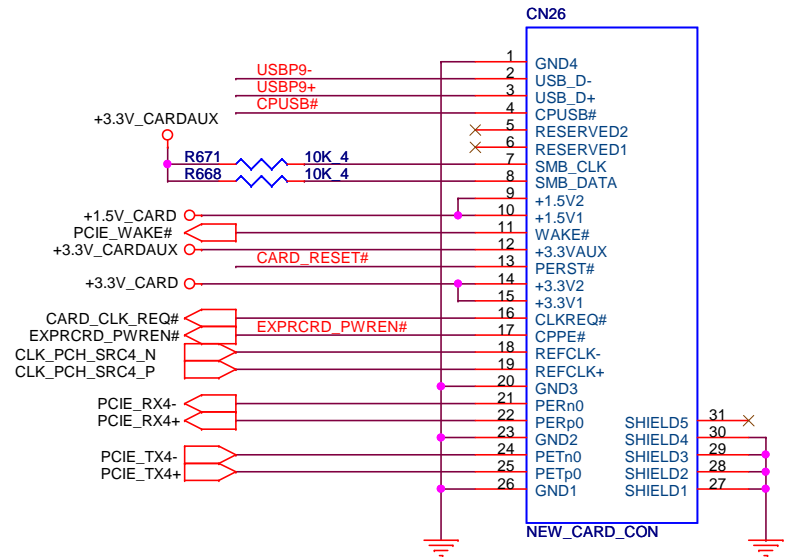 CN26
1 GND4
USBP9- 2 USB_D-
USBP9+ 3 USB_D+
CPUSB# 4 CPUSB#
+3.3V_CARDAUX
5 RESERVED2
6 RESERVED1
R671 10K_4 7 SMB_CLK
R668 10K_4 8 SMB_DATA
9 +1.5V2
+1.5V_CARD 10 +1.5V1
PCIE_WAKE# 11 WAKE#
+3.3V_CARDAUX 12 +3.3VAUX
CARD_RESET# 13 PERST#
+3.3V_CARD 14 +3.3V2
15 +3.3V1
CARD_CLK_REQ# 16 CLKREQ#
EXPRCRD_PWREN# EXPRCRD_PWREN# 17 CPPE#
CLK_PCH_SRC4_N 18 REFCLK-
CLK_PCH_SRC4_P 19 REFCLK+
20 GND3
PCIE_RX4- 21 PERn0
PCIE_RX4+ 22 PERp0 SHIELD5 31
23 GND2 SHIELD4 30
PCIE_TX4- 24 PETn0 SHIELD3 29
PCIE_TX4+ 25 PETp0 SHIELD2 28
26 GND1 SHIELD1 27
NEW_CARD_CON